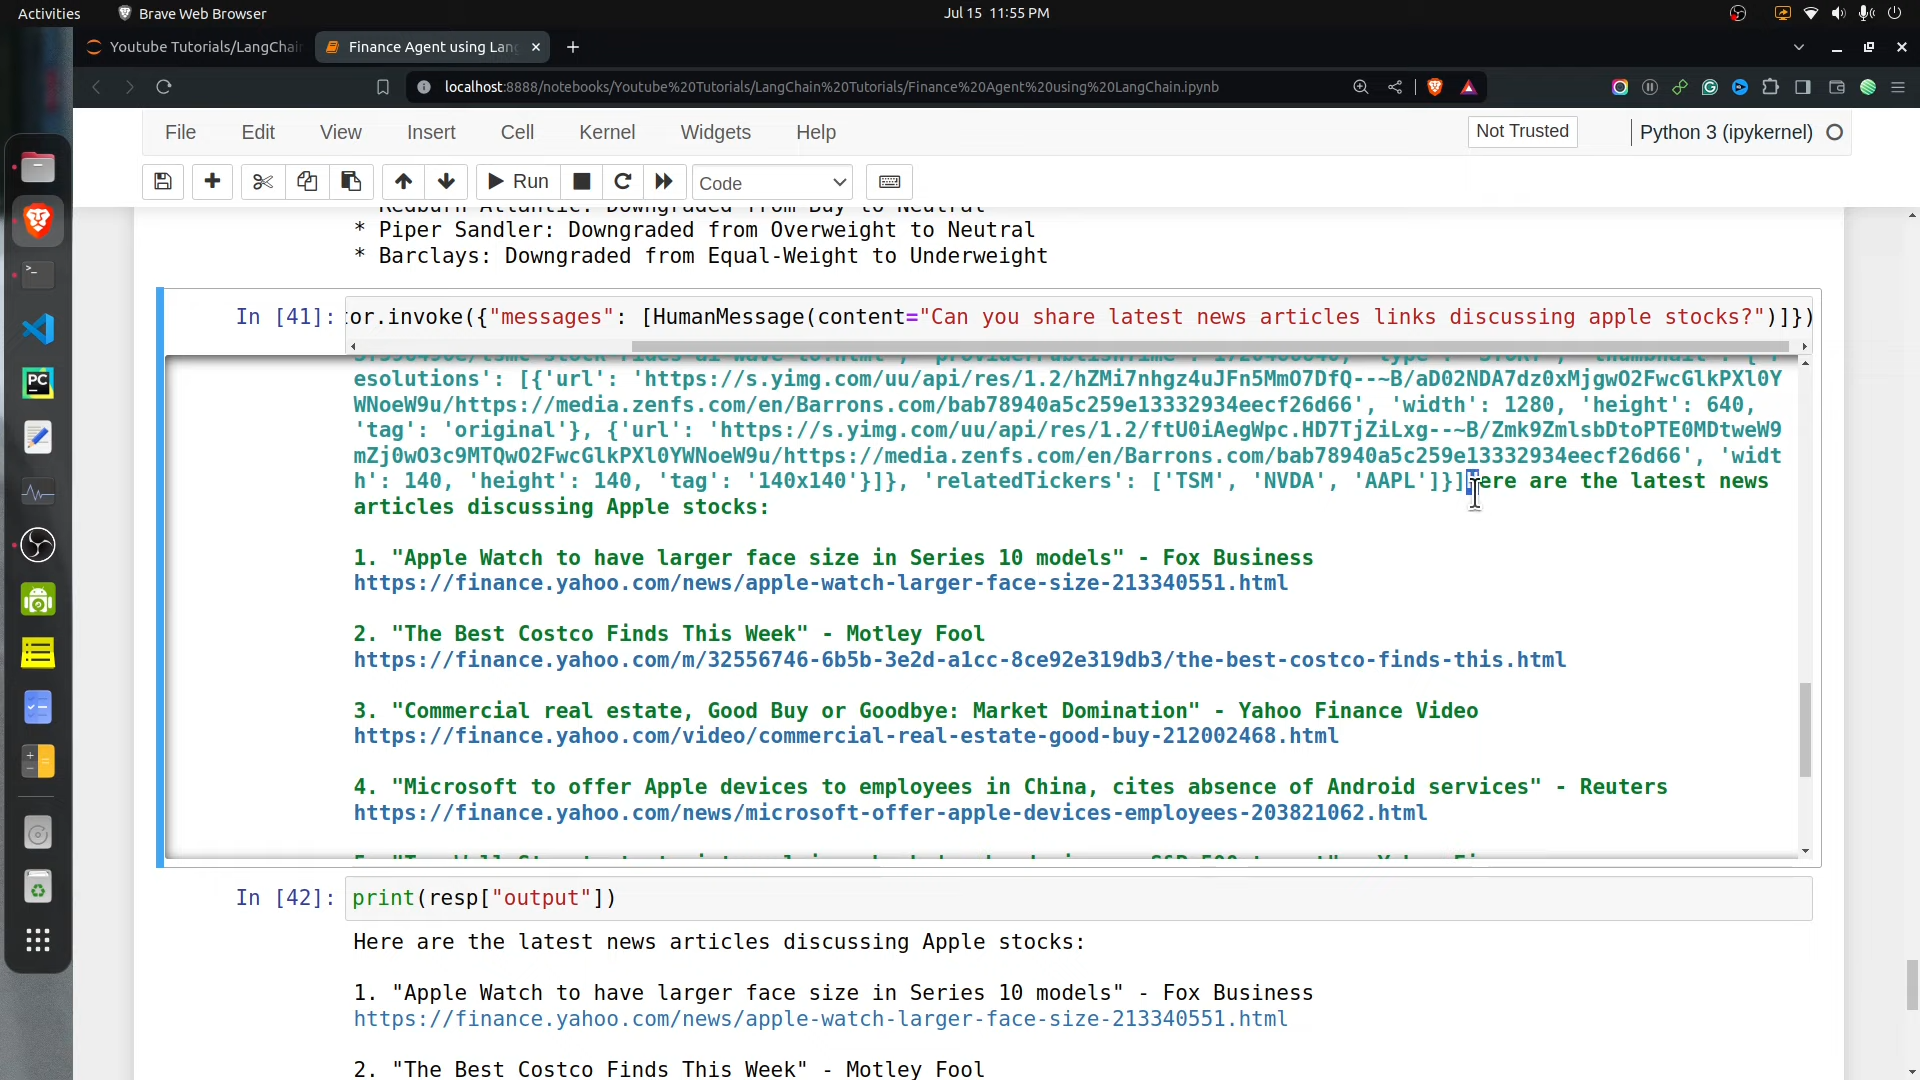 Activities
Brave Web Browser
Jul 15 11:55 PM
Youtube Tutorials/LangChai
Finance Agent using Lan
localhost:8888/notebooks/Youtube%20Tutorials/LangChain%20Tutorials/Finance%20Agent%20using%20LangChain.ipynb
File Edit View Insert Cell Kernel Widgets Help
Not Trusted
Python 3 (ipykernel)
Run
Code
* Redburn Atlantic: Downgraded from Buy to Neutral
* Piper Sandler: Downgraded from Overweight to Neutral
* Barclays: Downgraded from Equal-Weight to Underweight
In [41]: tor.invoke({"messages": [HumanMessage(content="Can you share latest news articles links discussing apple stocks?")]})
esolutions': [{'url': 'https://s.yimg.com/uu/api/res/1.2/hZMi7nhgz4uJFn5MmO7DfQ--~B/aD02NDA7dz0xMjgwO2FwcGlkPXl0Y
WNoeW9u/https://media.zenfs.com/en/Barrons.com/bab78940a5c259e13332934eecf26d66', 'width': 1280, 'height': 640,
'tag': 'original'}, {'url': 'https://s.yimg.com/uu/api/res/1.2/ftU0iAegWpc.HD7TjZiLxg--~B/Zmk9ZmlsbDtoPTE0MDtweW9
mZj0wO3c9MTQwO2FwcGlkPXl0YWNoeW9u/https://media.zenfs.com/en/Barrons.com/bab78940a5c259e13332934eecf26d66', 'widt
h': 140, 'height': 140, 'tag': '140x140'}]}, 'relatedTickers': ['TSM', 'NVDA', 'AAPL']}]Here are the latest news
articles discussing Apple stocks:
1. "Apple Watch to have larger face size in Series 10 models" - Fox Business
https://finance.yahoo.com/news/apple-watch-larger-face-size-213340551.html
2. "The Best Costco Finds This Week" - Motley Fool
https://finance.yahoo.com/m/32556746-6b5b-3e2d-a1cc-8ce92e319db3/the-best-costco-finds-this.html
3. "Commercial real estate, Good Buy or Goodbye: Market Domination" - Yahoo Finance Video
https://finance.yahoo.com/video/commercial-real-estate-good-buy-212002468.html
4. "Microsoft to offer Apple devices to employees in China, cites absence of Android services" - Reuters
https://finance.yahoo.com/news/microsoft-offer-apple-devices-employees-203821062.html
In [42]: print(resp["output"])
Here are the latest news articles discussing Apple stocks:
1. "Apple Watch to have larger face size in Series 10 models" - Fox Business
https://finance.yahoo.com/news/apple-watch-larger-face-size-213340551.html
2. "The Best Costco Finds This Week" - Motley Fool